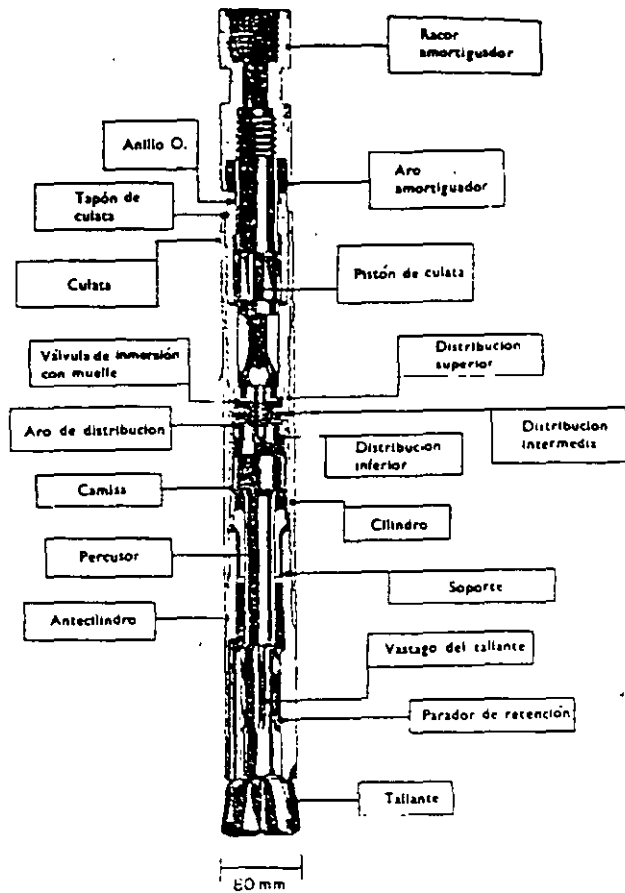 Racor
amortiguador
Anillo O.
Aro
amortiguador
Tapón de
culata
Culata
Pistón de culata
Válvula de inmersión
con muelle
Distribucion
superior
Aro de distribucion
Distribucion
inferior
Distribucion
intermedia
Camisa
Cilindro
Percusor
Soporte
Antecilindro
Vastago del tallante
Parador de retención
Tallante
80 mm